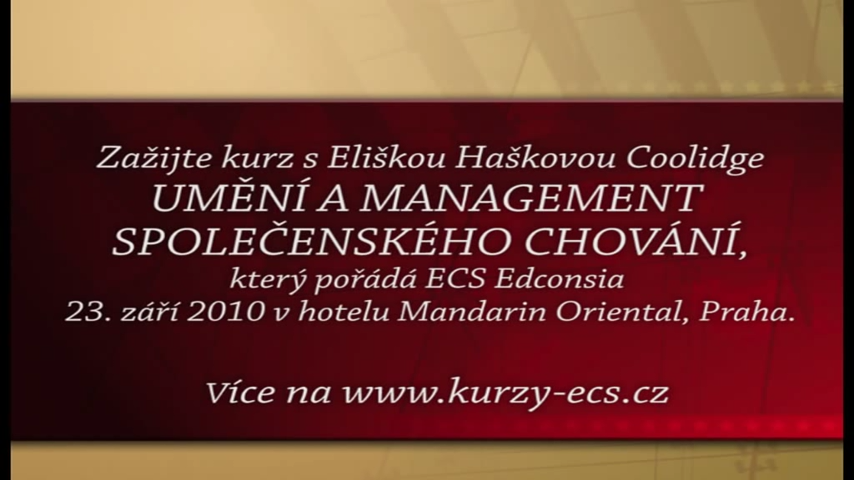 Zažijte kurz s Eliškou Haškovou Coolidge
UMĚNÍ A MANAGEMENT
SPOLEČENSKÉHO CHOVÁNÍ,
který pořádá ECS Edconsia
23. září 2010 v hotelu Mandarin Oriental, Praha.
Více na www.kurzy-ecs.cz